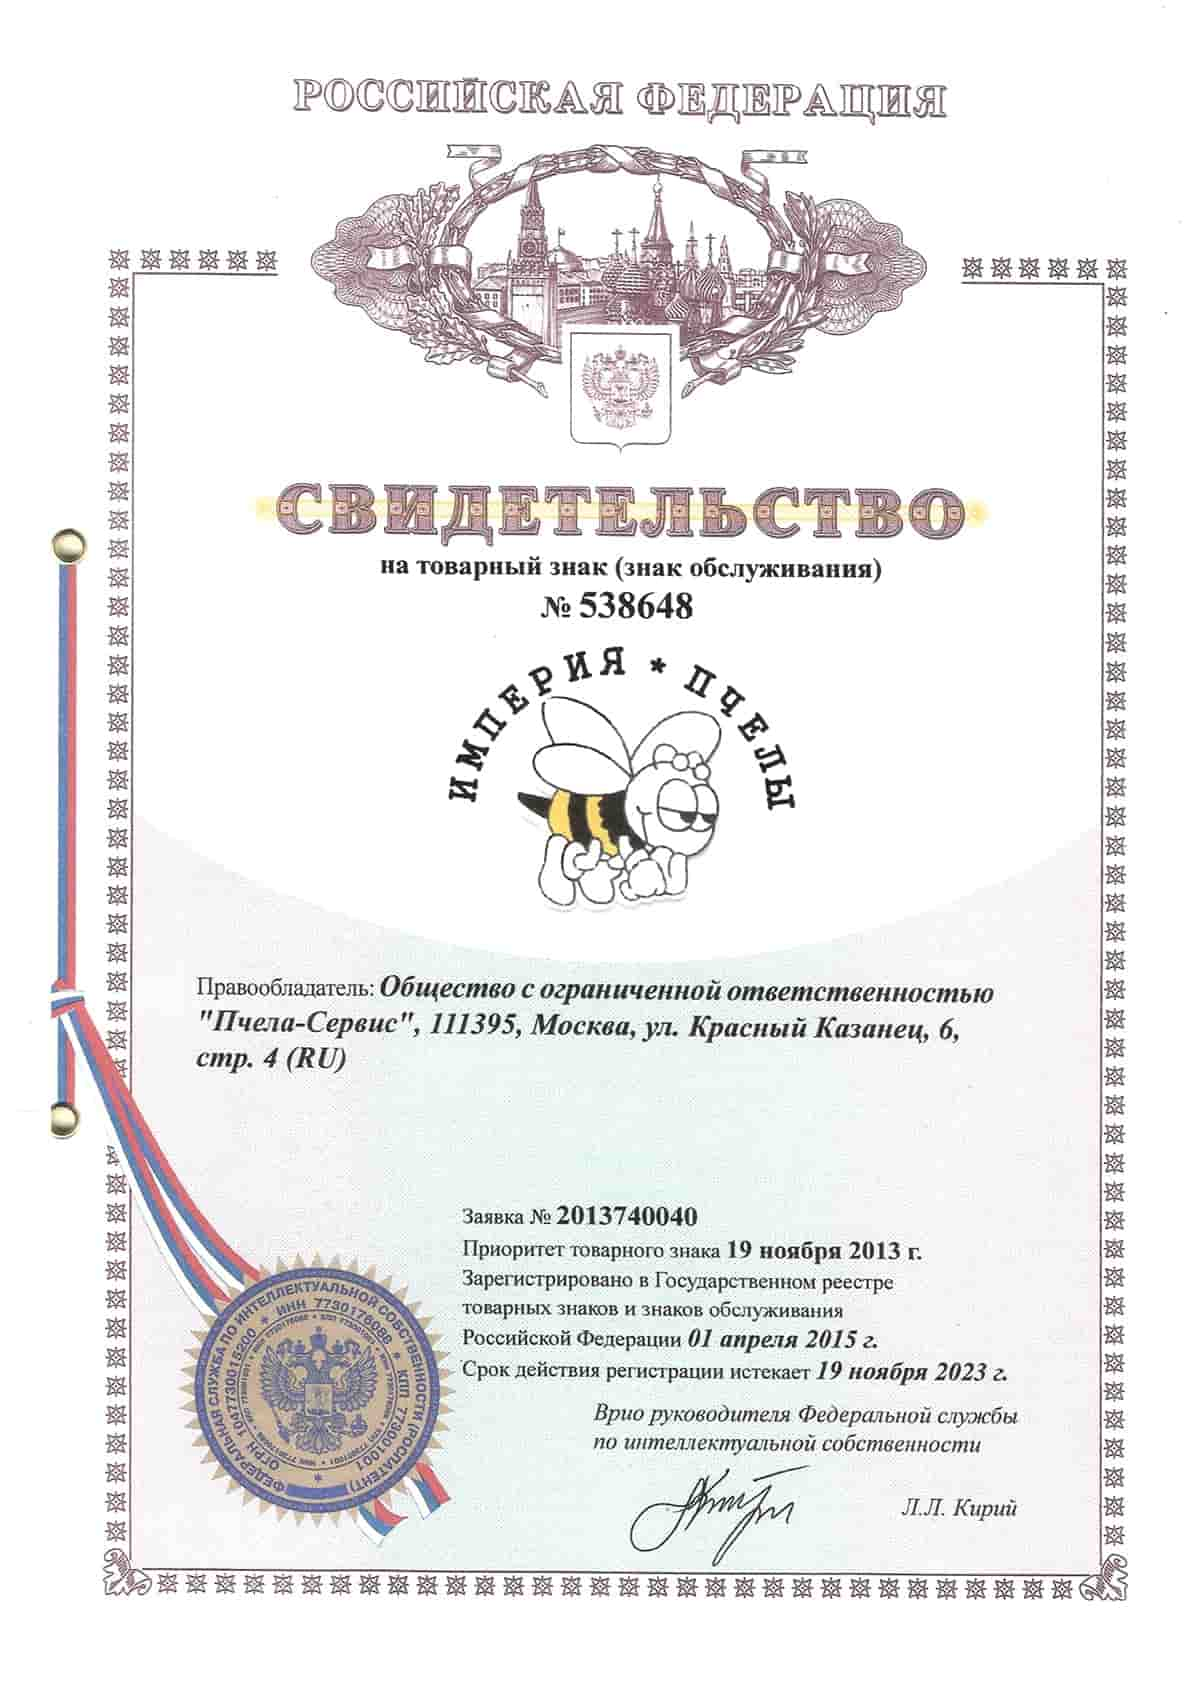 РОССИЙСКАЯ ФЕДЕРАЦИЯ
СВИДЕТЕЛЬСТВО
на товарный знак (знак обслуживания)
№ 538648
ИМПЕРИЯ * ПЧЕЛЫ
Правообладатель: Общество с ограниченной ответственностью
"Пчела-Сервис", 111395, Москва, ул. Красный Казанец, 6,
стр. 4 (RU)
Заявка № 2013740040
Приоритет товарного знака 19 ноября 2013 г.
Зарегистрировано в Государственном реестре
товарных знаков и знаков обслуживания
Российской Федерации 01 апреля 2015 г.
Срок действия регистрации истекает 19 ноября 2023 г.
Врио руководителя Федеральной службы
по интеллектуальной собственности
Л.Л. Кирий
ФЕДЕРАЛЬНАЯ СЛУЖБА ПО ИНТЕЛЛЕКТУАЛЬНОЙ СОБСТВЕННОСТИ (РОСПАТЕНТ)
ОГРН 1047730015200 * ИНН 7730176088 * КПП 773001001